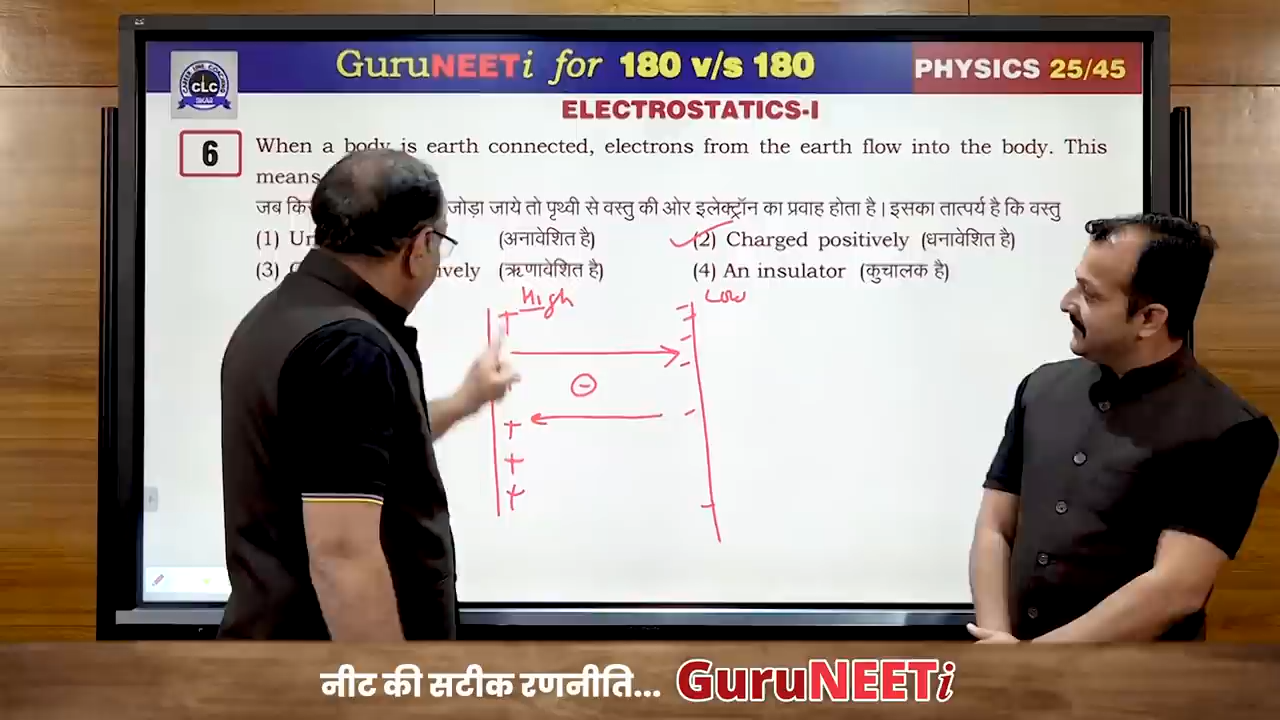 GuruNEETi for 180 v/s 180
PHYSICS 25/45
CLC
ELECTROSTATICS-I
6
When a body is earth connected, electrons from the earth flow into the body. This
means
जब जोड़ा जाये तो पृथ्वी से वस्तु की ओर इलेक्ट्रॉन का प्रवाह होता है। इसका तात्पर्य है कि वस्तु
(1) Un (अनावेशित है)
(2) Charged positively (धनावेशित है)
(3) vely (ऋणावेशित है)
(4) An insulator (कुचालक है)
High
Low
नीट की सटीक रणनीति... GuruNEETi